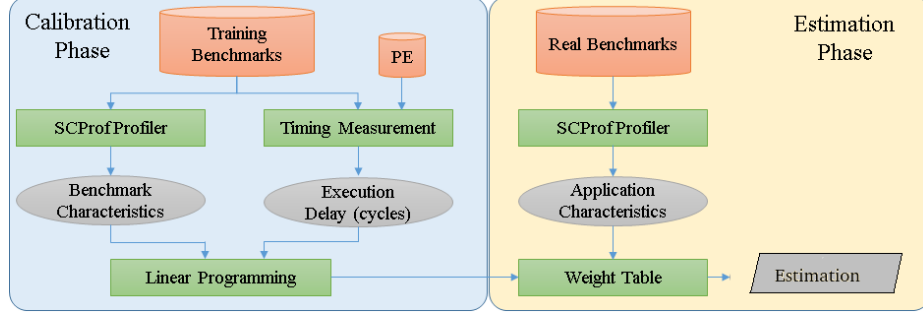 Calibration
Phase
Training
Benchmarks
PE
Real Benchmarks
Estimation
Phase
SCProf Profiler
Timing Measurement
SCProf Profiler
Benchmark
Characteristics
Execution
Delay (cycles)
Application
Characteristics
Linear Programming
Weight Table
Estimation